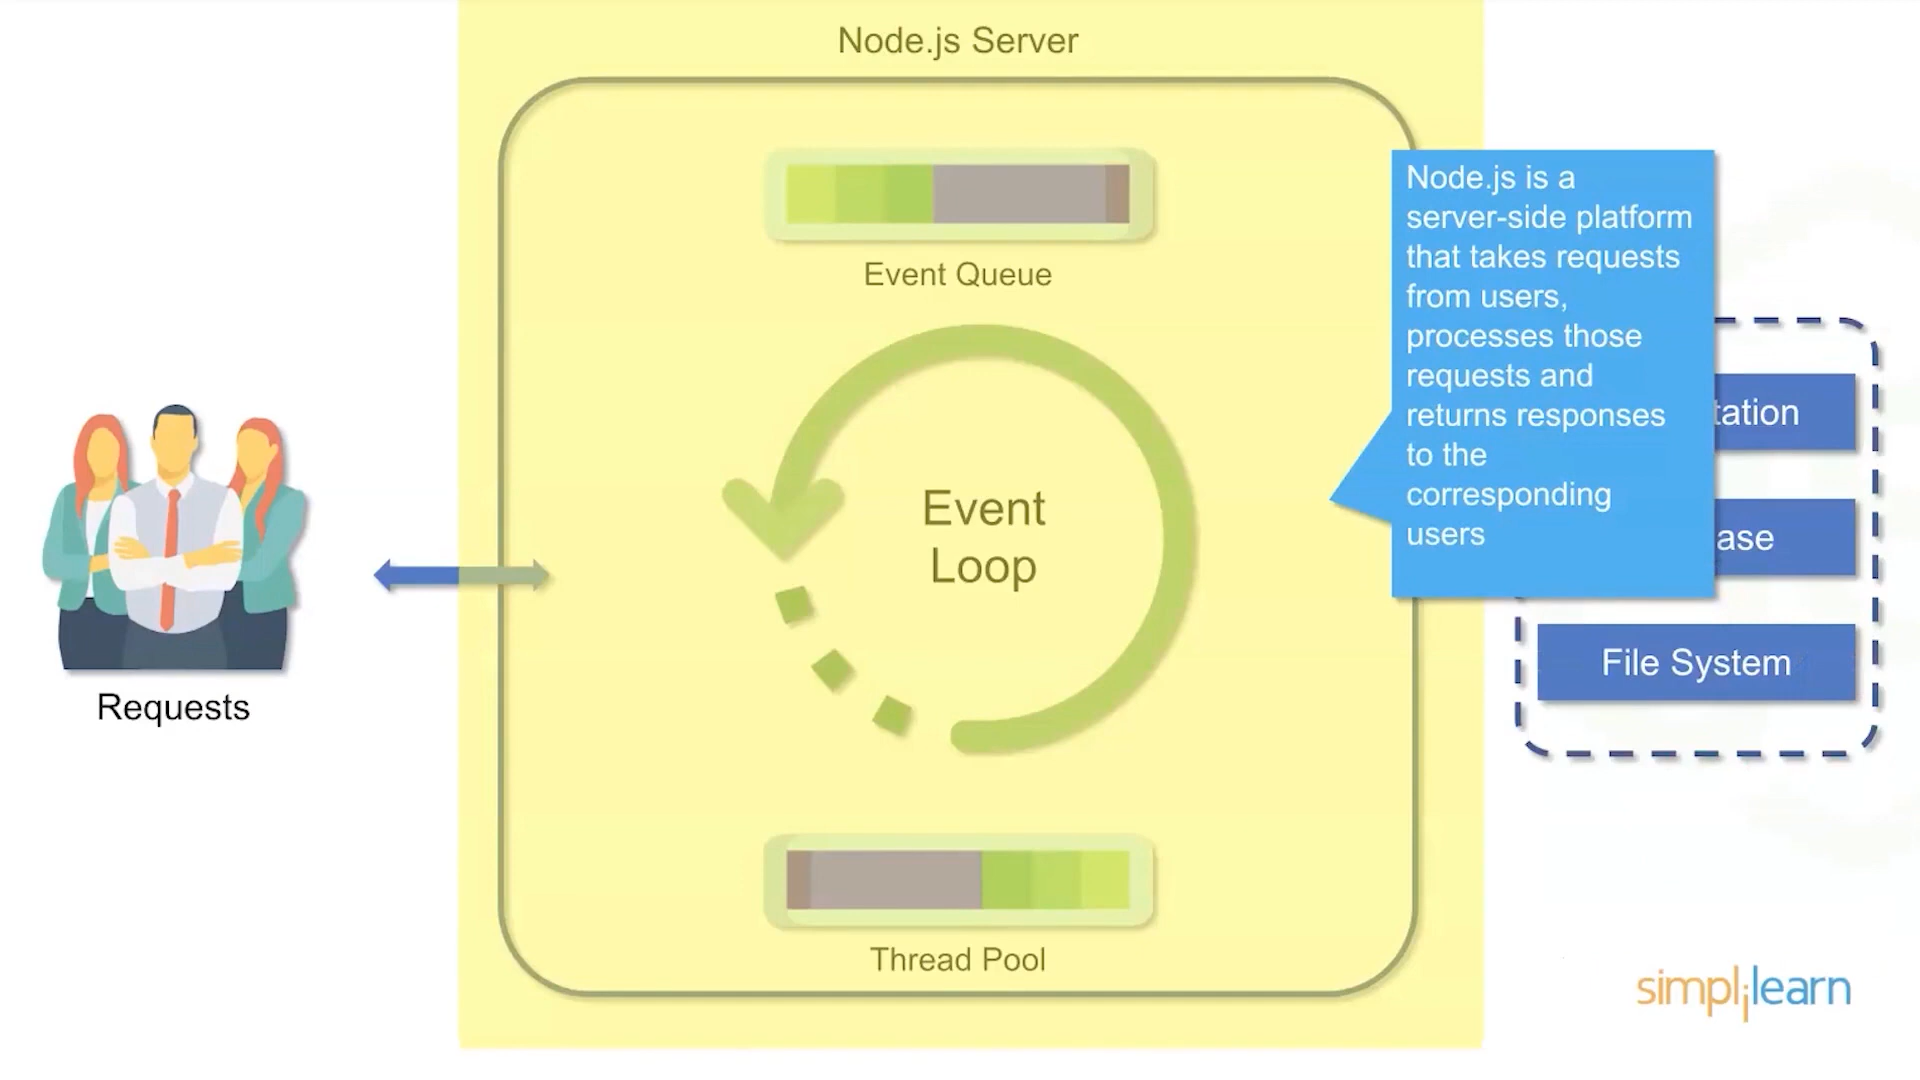 Node.js Server
Event Queue
Event
Loop
Thread Pool
Requests
Node.js is a
server-side platform
that takes requests
from users,
processes those
requests and
returns responses
to the
corresponding
users
tation
ase
File System
simplilearn